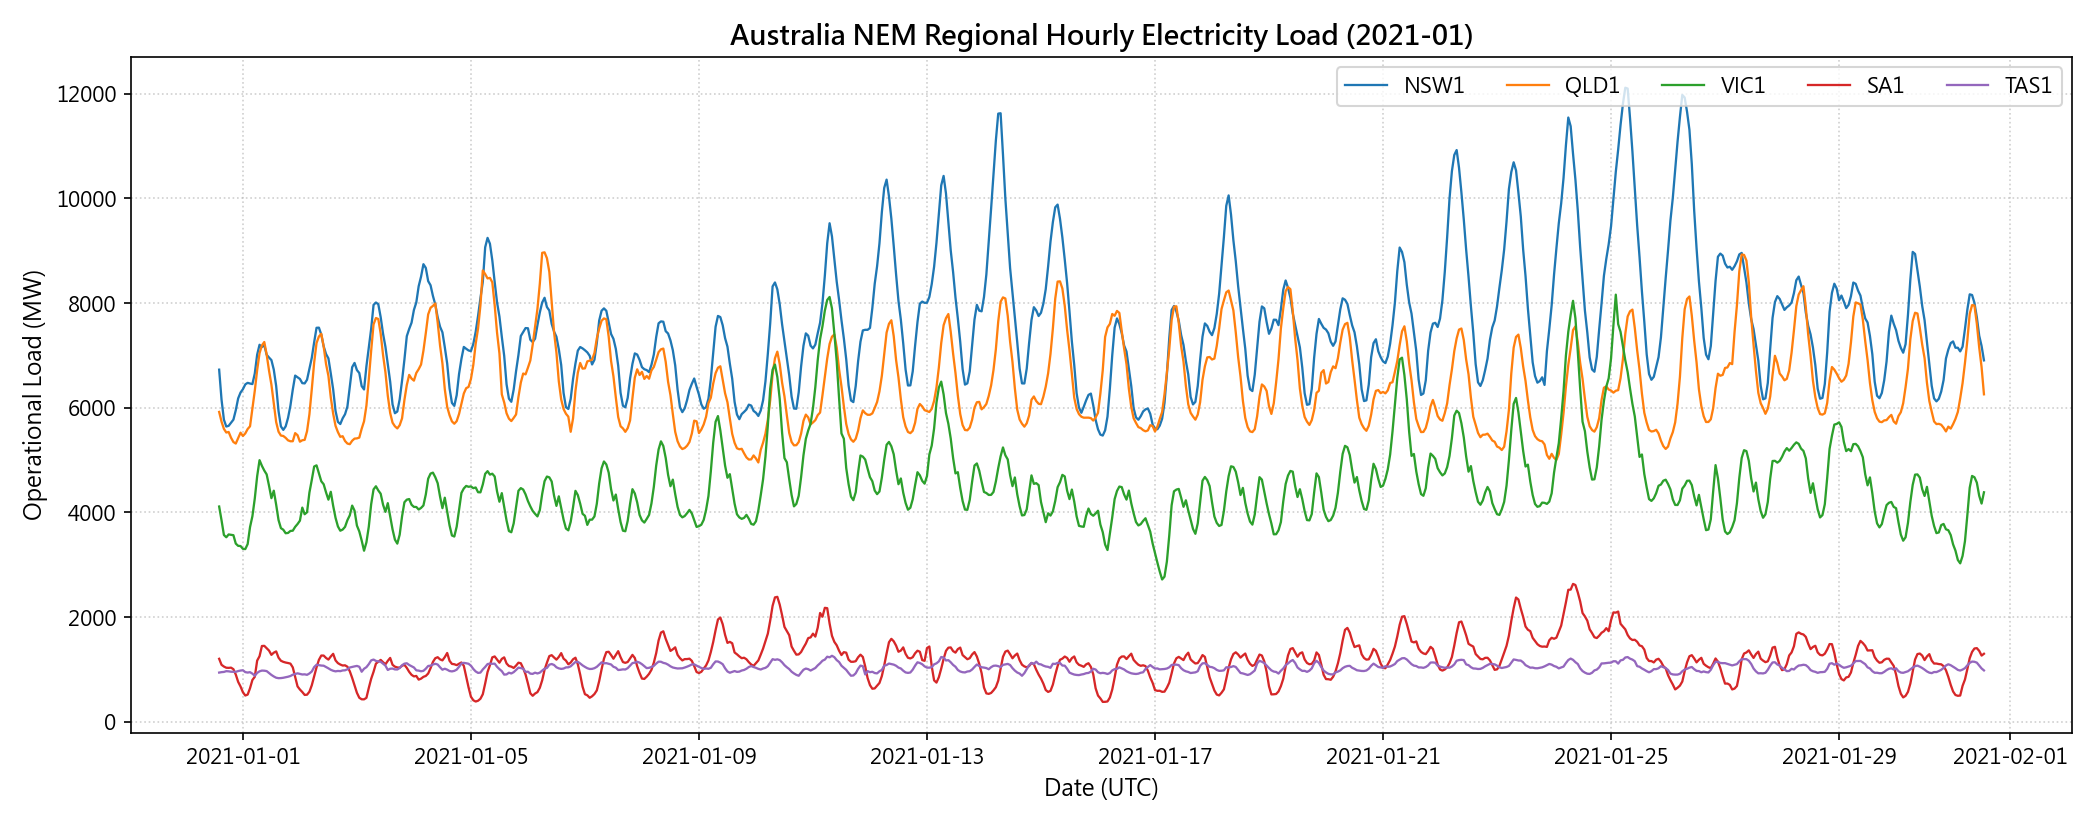 Australia NEM Regional Hourly Electricity Load (2021-01)
NSW1 QLD1 VIC1 SA1 TAS1
Operational Load (MW)
12000
10000
8000
6000
4000
2000
0
2021-01-01 2021-01-05 2021-01-09 2021-01-13 2021-01-17 2021-01-21 2021-01-25 2021-01-29 2021-02-01
Date (UTC)